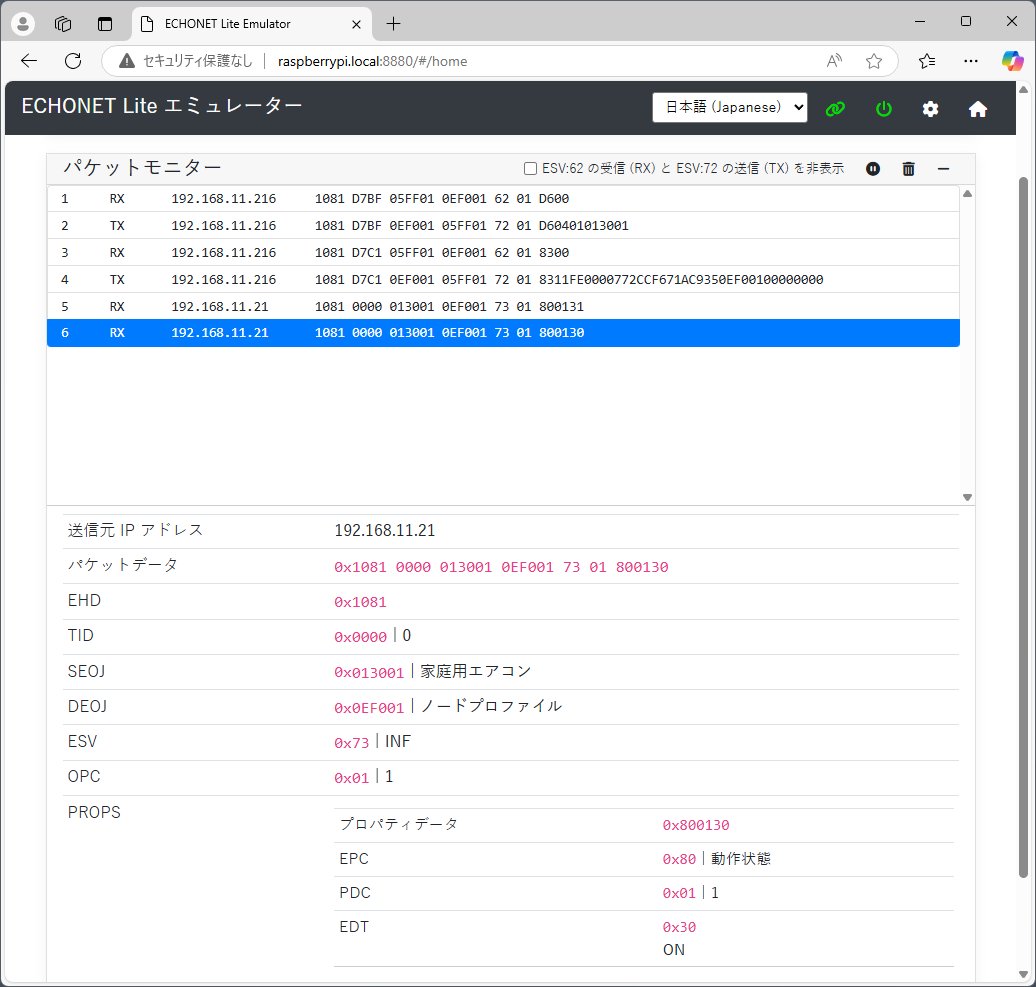 ECHONET Lite Emulator
セキュリティ保護なし raspberrypi.local:8880/#/home
ECHONET Lite エミュレーター 日本語 (Japanese)
パケットモニター ESV:62 の受信 (RX) と ESV:72 の送信 (TX) を非表示
1 RX 192.168.11.216 1081 D7BF 05FF01 0EF001 62 01 D600
2 TX 192.168.11.216 1081 D7BF 0EF001 05FF01 72 01 D60401013001
3 RX 192.168.11.216 1081 D7C1 05FF01 0EF001 62 01 8300
4 TX 192.168.11.216 1081 D7C1 0EF001 05FF01 72 01 8311FE0000772CCF671AC9350EF00100000000
5 RX 192.168.11.21 1081 0000 013001 0EF001 73 01 800131
6 RX 192.168.11.21 1081 0000 013001 0EF001 73 01 800130
送信元 IP アドレス 192.168.11.21
パケットデータ 0x1081 0000 013001 0EF001 73 01 800130
EHD 0x1081
TID 0x0000 | 0
SEOJ 0x013001 | 家庭用エアコン
DEOJ 0x0EF001 | ノードプロファイル
ESV 0x73 | INF
OPC 0x01 | 1
PROPS
プロパティデータ 0x800130
EPC 0x80 | 動作状態
PDC 0x01 | 1
EDT 0x30
ON